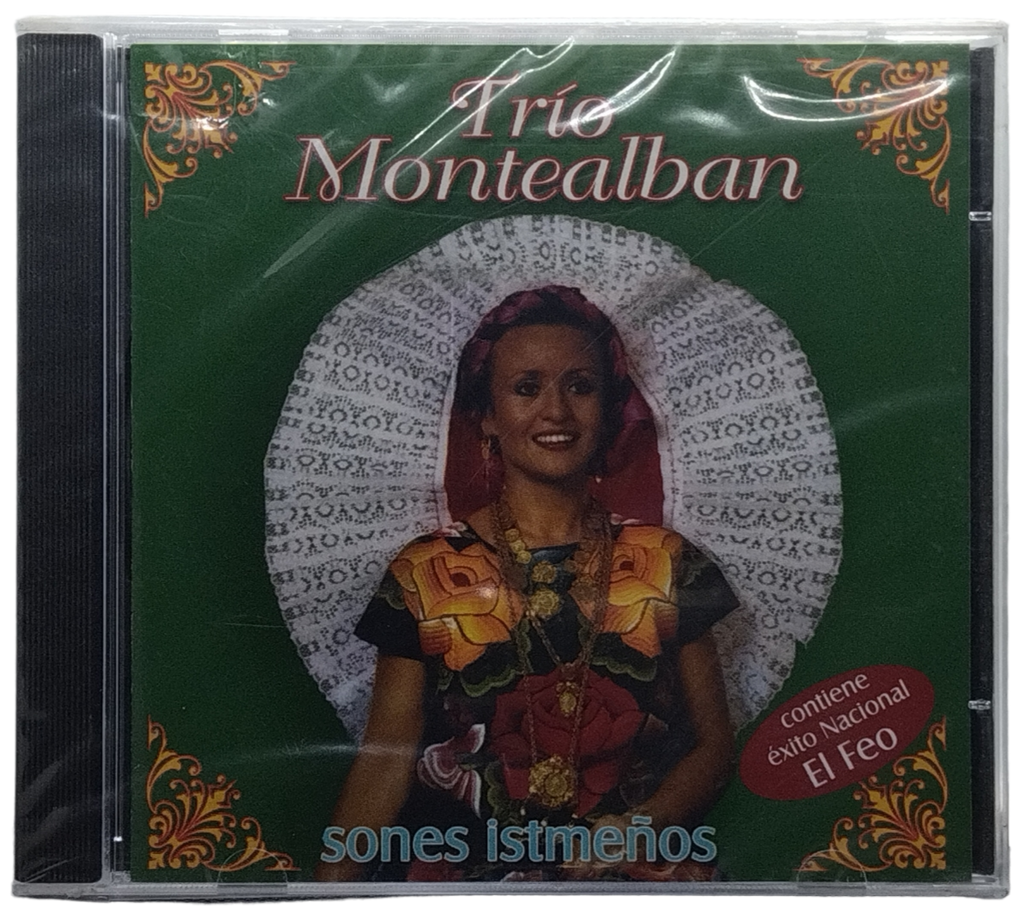 Trío
Montealban
contiene
éxito Nacional
El Feo
sones istmeños